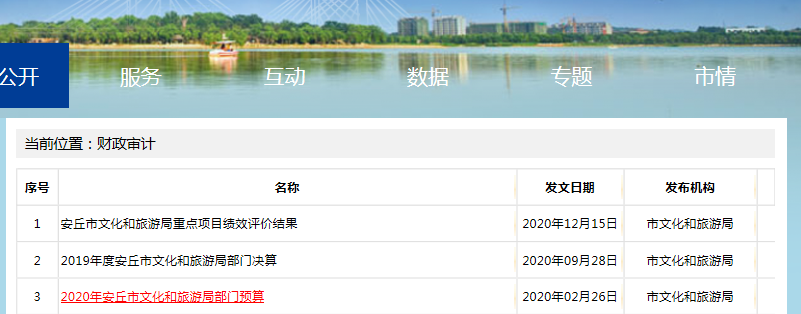 公开 服务 互动 数据 专题 市情
当前位置：财政审计
序号 名称 发文日期 发布机构
1 安丘市文化和旅游局重点项目绩效评价结果 2020年12月15日 市文化和旅游局
2 2019年度安丘市文化和旅游局部门决算 2020年09月28日 市文化和旅游局
3 2020年安丘市文化和旅游局部门预算 2020年02月26日 市文化和旅游局